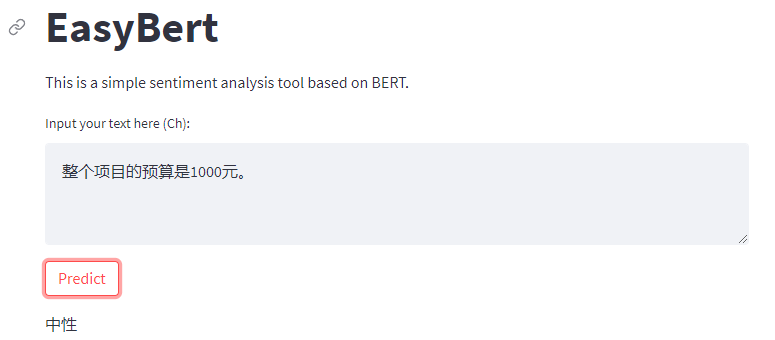 EasyBert
This is a simple sentiment analysis tool based on BERT.
Input your text here (Ch):
整个项目的预算是1000元。
Predict
中性